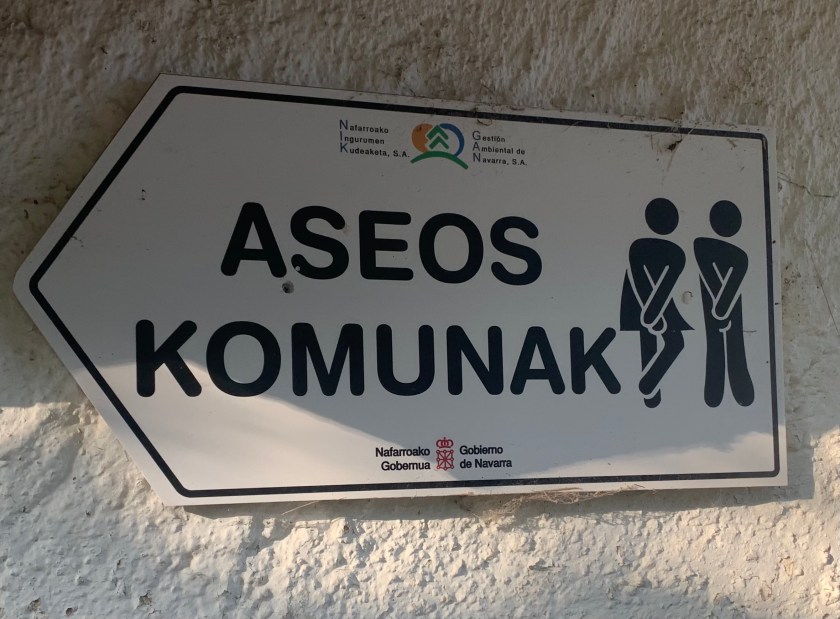 Nafarroako
Ingurumen
Kudeaketa, S.A.
Gestión
Ambiental de
Navarra, S.A.
ASEOS
KOMUNAK
Nafarroako
Gobernua
Gobierno
de Navarra